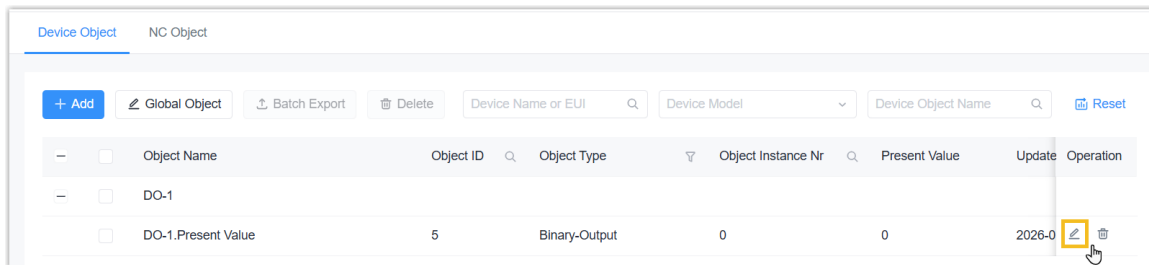 Device Object NC Object
+ Add Global Object Batch Export Delete Device Name or EUI Device Model Device Object Name Reset
Object Name Object ID Object Type Object Instance Nr Present Value Update Operation
DO-1
DO-1.Present Value 5 Binary-Output 0 0 2026-0